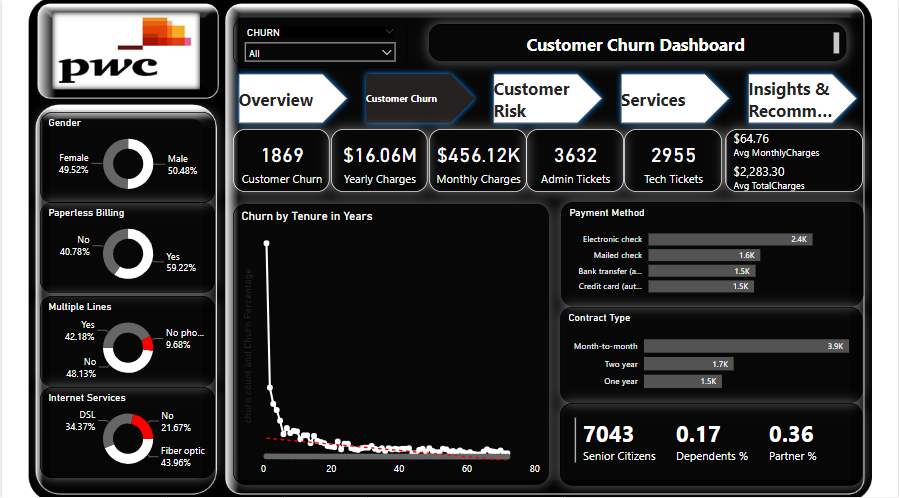 pwc
CHURN
All
Customer Churn Dashboard
Overview
Customer Churn
Customer
Risk
Services
Insights &
Recomm...
1869
Customer Churn
$16.06M
Yearly Charges
$456.12K
Monthly Charges
3632
Admin Tickets
2955
Tech Tickets
$64.76
Avg MonthlyCharges
$2,283.30
Avg TotalCharges
Gender
Female
49.52%
Male
50.48%
Paperless Billing
No
40.78%
Yes
59.22%
Multiple Lines
Yes
42.18%
No pho...
9.68%
No
48.13%
Internet Services
DSL
34.37%
No
21.67%
Fiber optic
43.96%
Churn by Tenure in Years
churn count and Churn Percentage
0 20 40 60 80
Payment Method
Electronic check 2.4K
Mailed check 1.6K
Bank transfer (a... 1.5K
Credit card (aut... 1.5K
Contract Type
Month-to-month 3.9K
Two year 1.7K
One year 1.5K
7043
Senior Citizens
0.17
Dependents %
0.36
Partner %